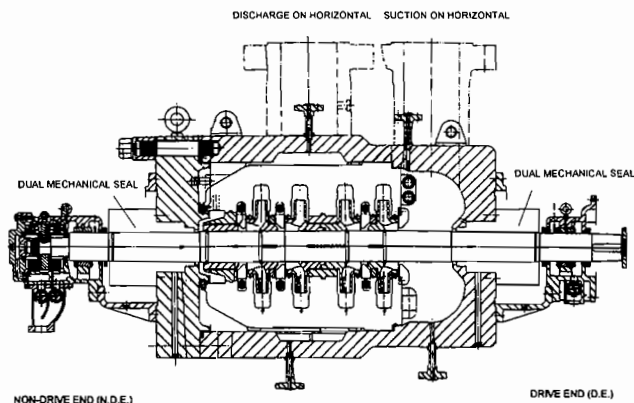 DISCHARGE ON HORIZONTAL SUCTION ON HORIZONTAL
DUAL MECHANICAL SEAL
DUAL MECHANICAL SEAL
NON-DRIVE END (N.D.E.)
DRIVE END (D.E.)